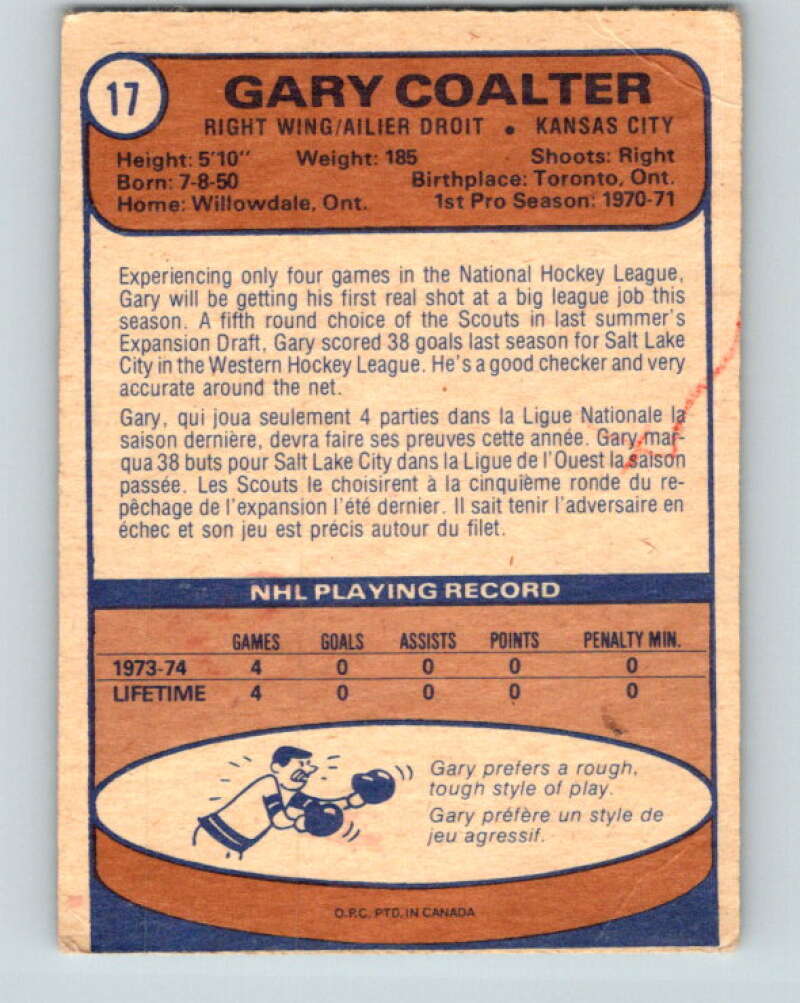 17
GARY COALTER
RIGHT WING/AILIER DROIT • KANSAS CITY
Height: 5'10'' Weight: 185 Shoots: Right
Born: 7-8-50 Birthplace: Toronto, Ont.
Home: Willowdale, Ont. 1st Pro Season: 1970-71
Experiencing only four games in the National Hockey League,
Gary will be getting his first real shot at a big league job this
season. A fifth round choice of the Scouts in last summer's
Expansion Draft, Gary scored 38 goals last season for Salt Lake
City in the Western Hockey League. He's a good checker and very
accurate around the net.
Gary, qui joua seulement 4 parties dans la Ligue Nationale la
saison dernière, devra faire ses preuves cette année. Gary mar-
qua 38 buts pour Salt Lake City dans la Ligue de l'Ouest la saison
passée. Les Scouts le choisirent à la cinquième ronde du re-
pêchage de l'expansion l'été dernier. Il sait tenir l'adversaire en
échec et son jeu est précis autour du filet.
NHL PLAYING RECORD
GAMES GOALS ASSISTS POINTS PENALTY MIN.
1973-74 4 0 0 0 0
LIFETIME 4 0 0 0 0
Gary prefers a rough,
tough style of play.
Gary préfère un style de
jeu agressif.
O.P.C. PTD. IN CANADA